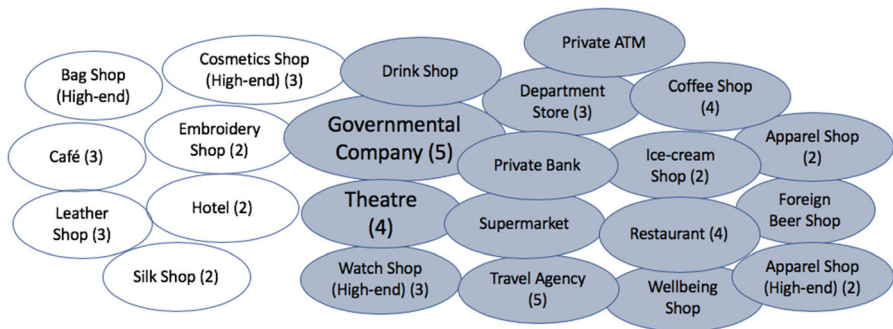 Private ATM
Cosmetics Shop
(High-end) (3)
Drink Shop
Bag Shop
(High-end)
Department
Store (3)
Coffee Shop
(4)
Embroidery
Shop (2)
Governmental
Company (5)
Apparel Shop
(2)
Café (3)
Private Bank
Ice-cream
Shop (2)
Leather
Shop (3)
Hotel (2)
Theatre
(4)
Supermarket
Restaurant (4)
Foreign
Beer Shop
Silk Shop (2)
Watch Shop
(High-end) (3)
Travel Agency
(5)
Wellbeing
Shop
Apparel Shop
(High-end) (2)